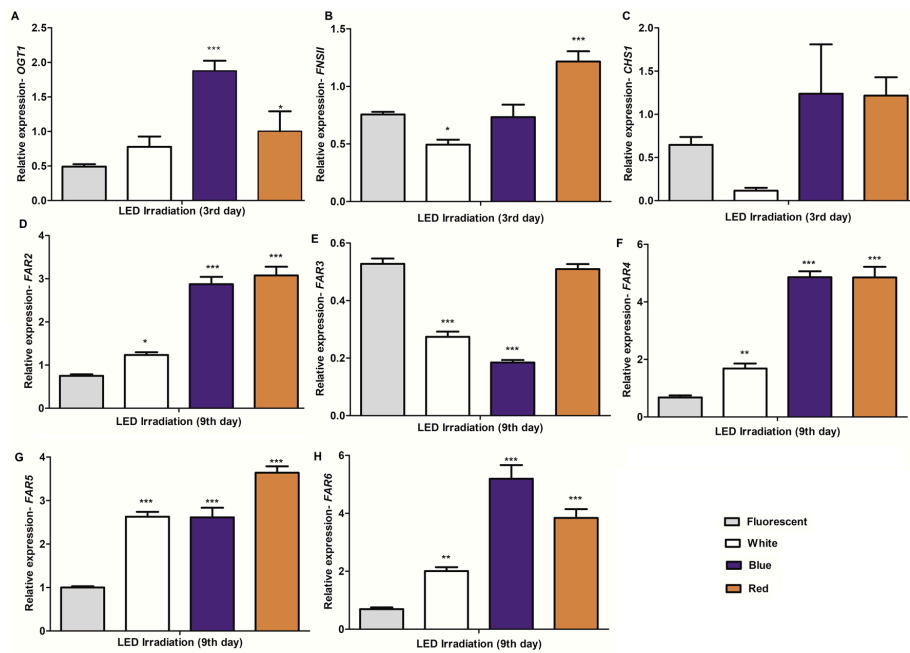 A
Relative expression- OGT1
2.5
2.0
1.5
1.0
0.5
0.0
***
*
LED Irradiation (3rd day)
B
Relative expression- FNSII
1.5
1.0
0.5
0.0
*
***
LED Irradiation (3rd day)
C
Relative expression- CHS1
2.0
1.5
1.0
0.5
0.0
LED Irradiation (3rd day)
D
Relative expression- FAR2
4
3
2
1
0
*
***
***
LED Irradiation (9th day)
E
Relative expression- FAR3
0.6
0.4
0.2
0.0
***
***
LED Irradiation (9th day)
F
Relative expression- FAR4
6
4
2
0
**
***
***
LED Irradiation (9th day)
G
Relative expression- FAR5
4
3
2
1
0
***
***
***
LED Irradiation (9th day)
H
Relative expression- FAR6
6
4
2
0
**
***
***
LED Irradiation (9th day)
Fluorescent
White
Blue
Red